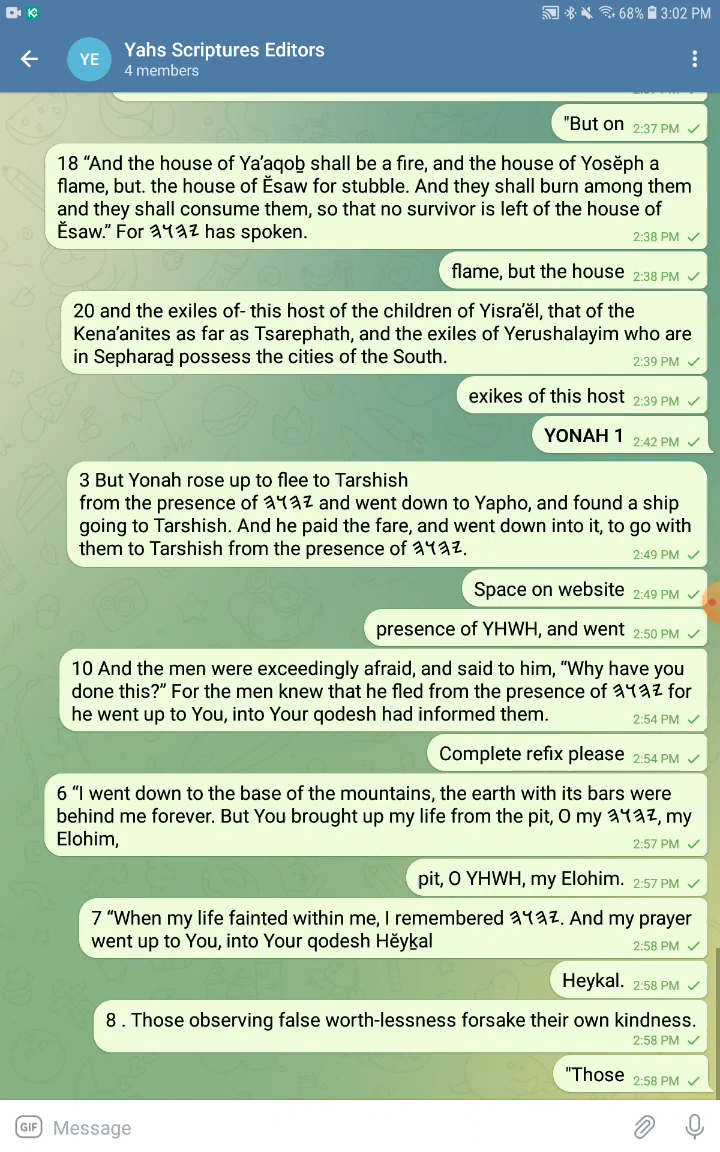 68% 3:02 PM
YE
Yahs Scriptures Editors
4 members
"But on 2:37 PM
18 “And the house of Ya’aqoḇ shall be a fire, and the house of Yosĕph a
flame, but. the house of Ĕsaw for stubble. And they shall burn among them
and they shall consume them, so that no survivor is left of the house of
Ĕsaw.” For 𐤉𐤄𐤅𐤄 has spoken.
2:38 PM
flame, but the house 2:38 PM
20 and the exiles of- this host of the children of Yisra’ĕl, that of the
Kena’anites as far as Tsarephath, and the exiles of Yerushalayim who are
in Sepharaḏ possess the cities of the South.
2:39 PM
exikes of this host 2:39 PM
YONAH 1 2:42 PM
3 But Yonah rose up to flee to Tarshish
from the presence of 𐤉𐤄𐤅𐤄 and went down to Yapho, and found a ship
going to Tarshish. And he paid the fare, and went down into it, to go with
them to Tarshish from the presence of 𐤉𐤄𐤅𐤄.
2:49 PM
Space on website 2:49 PM
presence of YHWH, and went 2:50 PM
10 And the men were exceedingly afraid, and said to him, “Why have you
done this?” For the men knew that he fled from the presence of 𐤉𐤄𐤅𐤄 for
he went up to You, into Your qodesh had informed them.
2:54 PM
Complete refix please 2:54 PM
6 “I went down to the base of the mountains, the earth with its bars were
behind me forever. But You brought up my life from the pit, O my 𐤉𐤄𐤅𐤄, my
Elohim,
2:57 PM
pit, O YHWH, my Elohim. 2:57 PM
7 “When my life fainted within me, I remembered 𐤉𐤄𐤅𐤄. And my prayer
went up to You, into Your qodesh Hĕyḵal
2:58 PM
Heykal. 2:58 PM
8 . Those observing false worth-lessness forsake their own kindness.
2:58 PM
"Those 2:58 PM
GIF Message